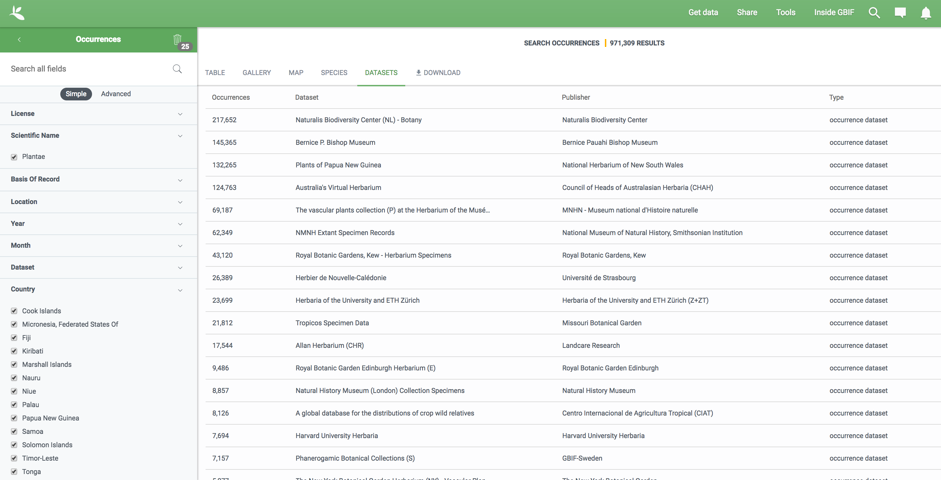 Get data Share Tools Inside GBIF
Occurrences 25
SEARCH OCCURRENCES | 971,309 RESULTS
Search all fields
Simple Advanced
License
Scientific Name
Plantae
Basis Of Record
Location
Year
Month
Dataset
Country
Cook Islands
Micronesia, Federated States Of
Fiji
Kiribati
Marshall Islands
Nauru
Niue
Palau
Papua New Guinea
Samoa
Solomon Islands
Timor-Leste
Tonga
TABLE GALLERY MAP SPECIES DATASETS DOWNLOAD
Occurrences Dataset Publisher Type
217,652 Naturalis Biodiversity Center (NL) - Botany Naturalis Biodiversity Center occurrence dataset
145,365 Bernice P. Bishop Museum Bernice Pauahi Bishop Museum occurrence dataset
132,265 Plants of Papua New Guinea National Herbarium of New South Wales occurrence dataset
124,763 Australia's Virtual Herbarium Council of Heads of Australasian Herbaria (CHAH) occurrence dataset
69,187 The vascular plants collection (P) at the Herbarium of the Musé... MNHN - Museum national d'Histoire naturelle occurrence dataset
62,349 NMNH Extant Specimen Records National Museum of Natural History, Smithsonian Institution occurrence dataset
43,120 Royal Botanic Gardens, Kew - Herbarium Specimens Royal Botanic Gardens, Kew occurrence dataset
26,389 Herbier de Nouvelle-Calédonie Université de Strasbourg occurrence dataset
23,699 Herbaria of the University and ETH Zürich Herbaria of the University and ETH Zürich (Z+ZT) occurrence dataset
21,812 Tropicos Specimen Data Missouri Botanical Garden occurrence dataset
17,544 Allan Herbarium (CHR) Landcare Research occurrence dataset
9,486 Royal Botanic Garden Edinburgh Herbarium (E) Royal Botanic Garden Edinburgh occurrence dataset
8,857 Natural History Museum (London) Collection Specimens Natural History Museum occurrence dataset
8,126 A global database for the distributions of crop wild relatives Centro Internacional de Agricultura Tropical (CIAT) occurrence dataset
7,694 Harvard University Herbaria Harvard University Herbaria occurrence dataset
7,157 Phanerogamic Botanical Collections (S) GBIF-Sweden occurrence dataset